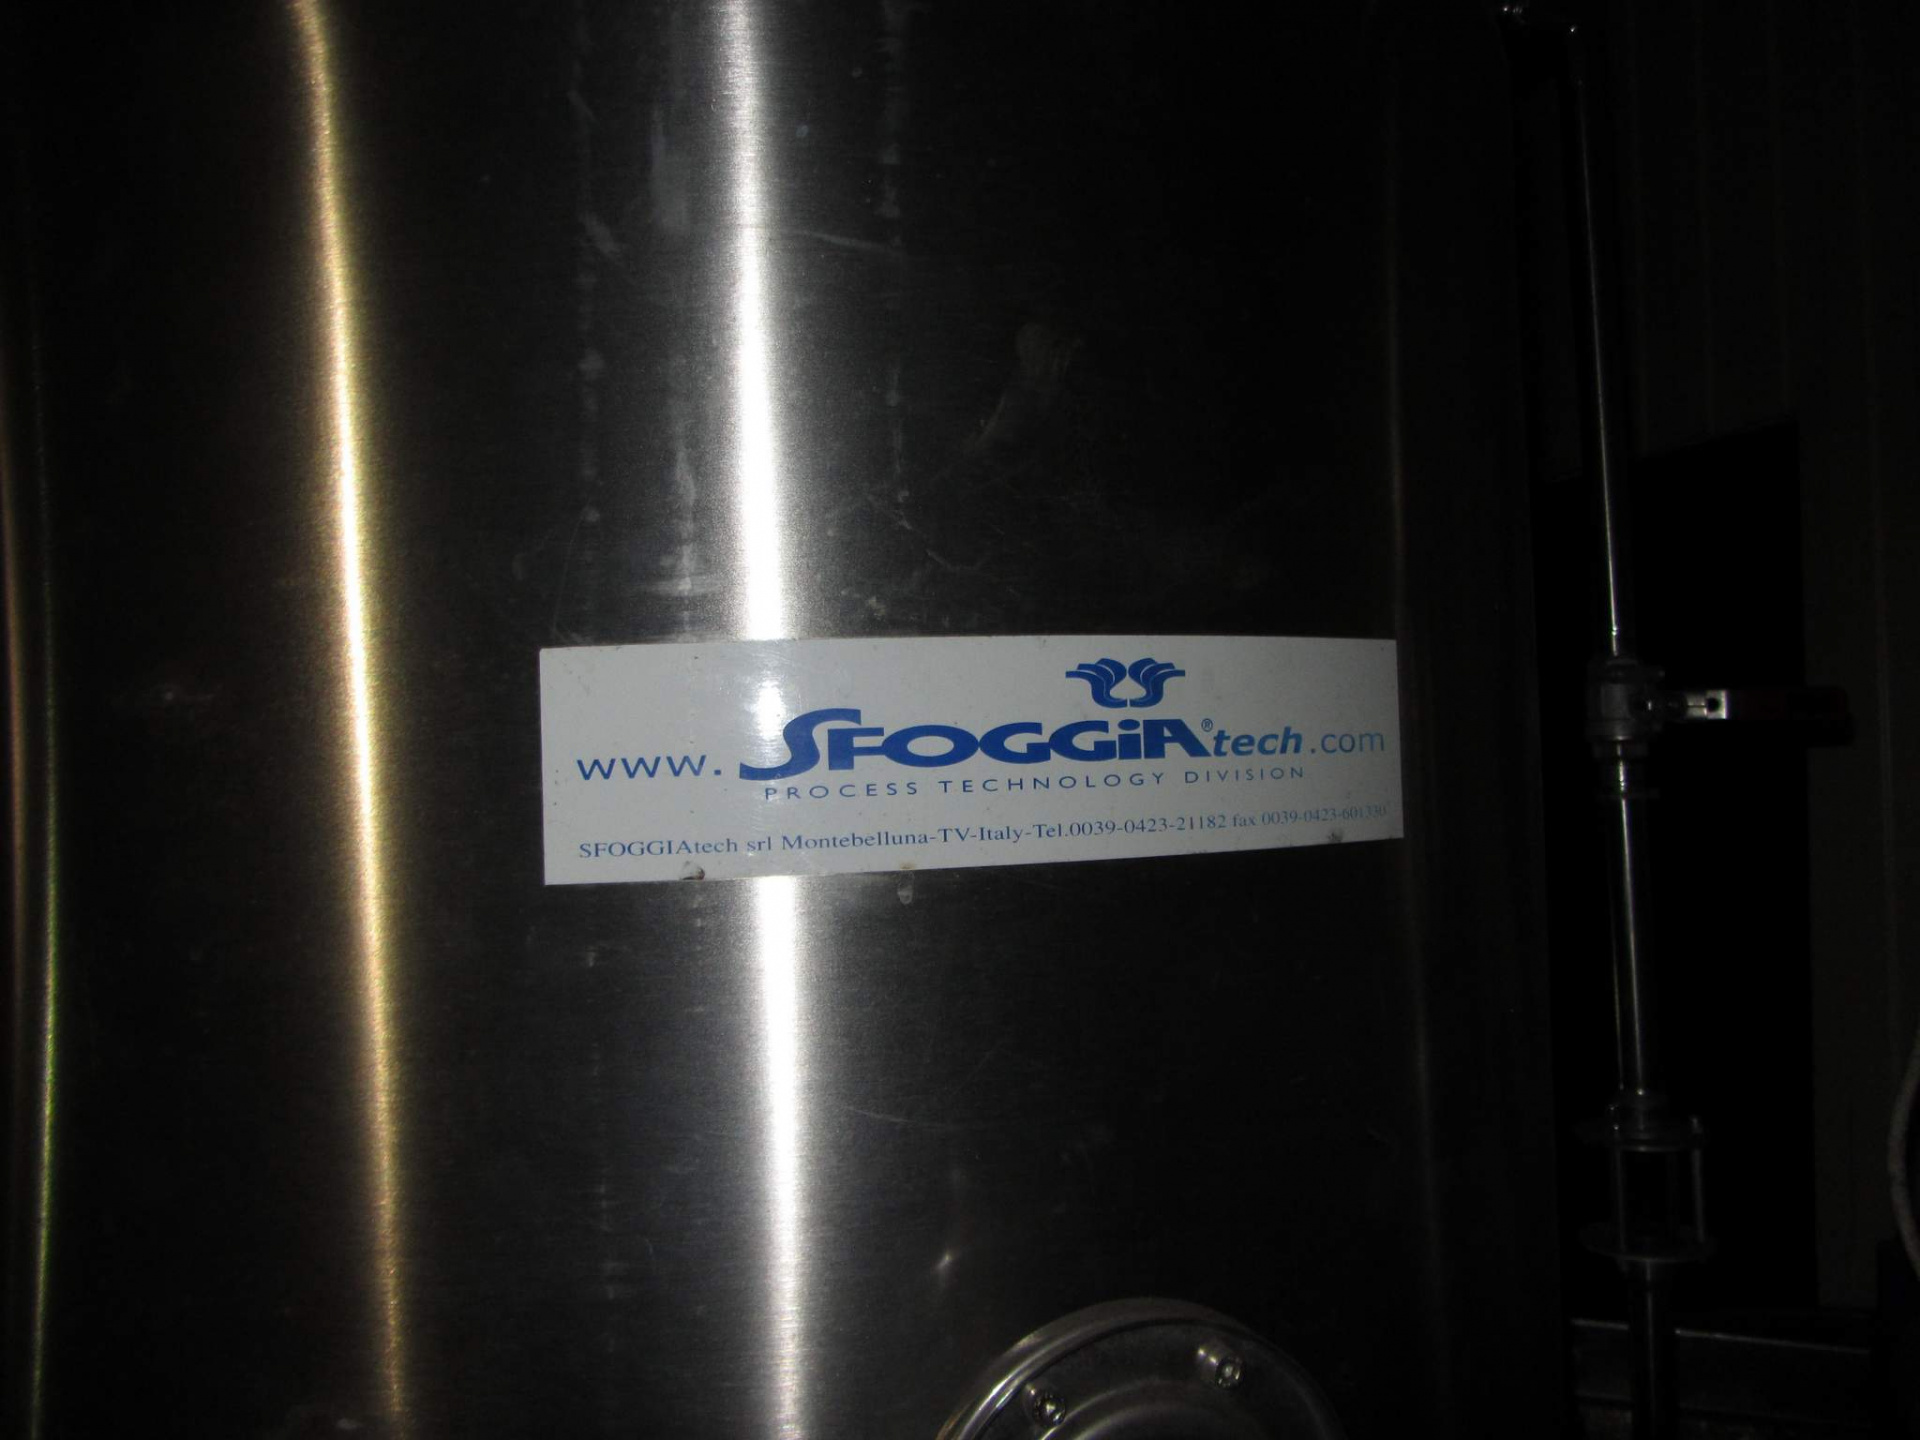 www.SFOGGiA®tech.com
PROCESS TECHNOLOGY DIVISION
SFOGGIAtech srl Montebelluna-TV-Italy-Tel.0039-0423-21182 fax 0039-0423-601330